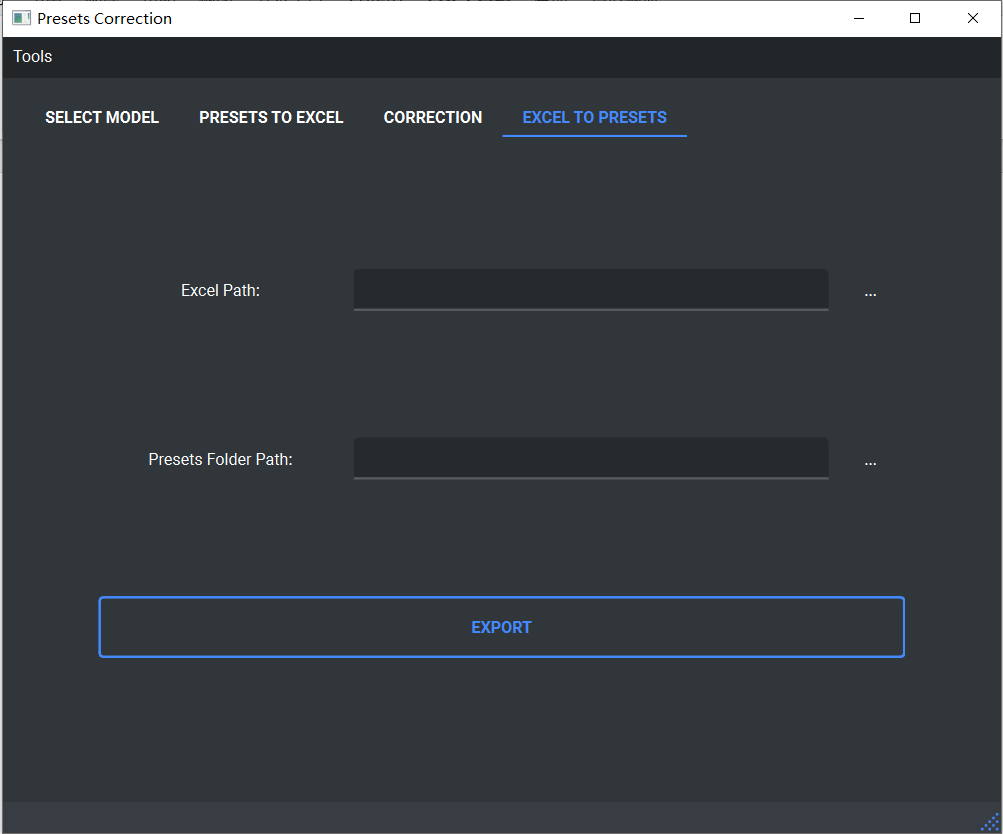 Presets Correction
Tools
SELECT MODEL PRESETS TO EXCEL CORRECTION EXCEL TO PRESETS
Excel Path: ...
Presets Folder Path: ...
EXPORT